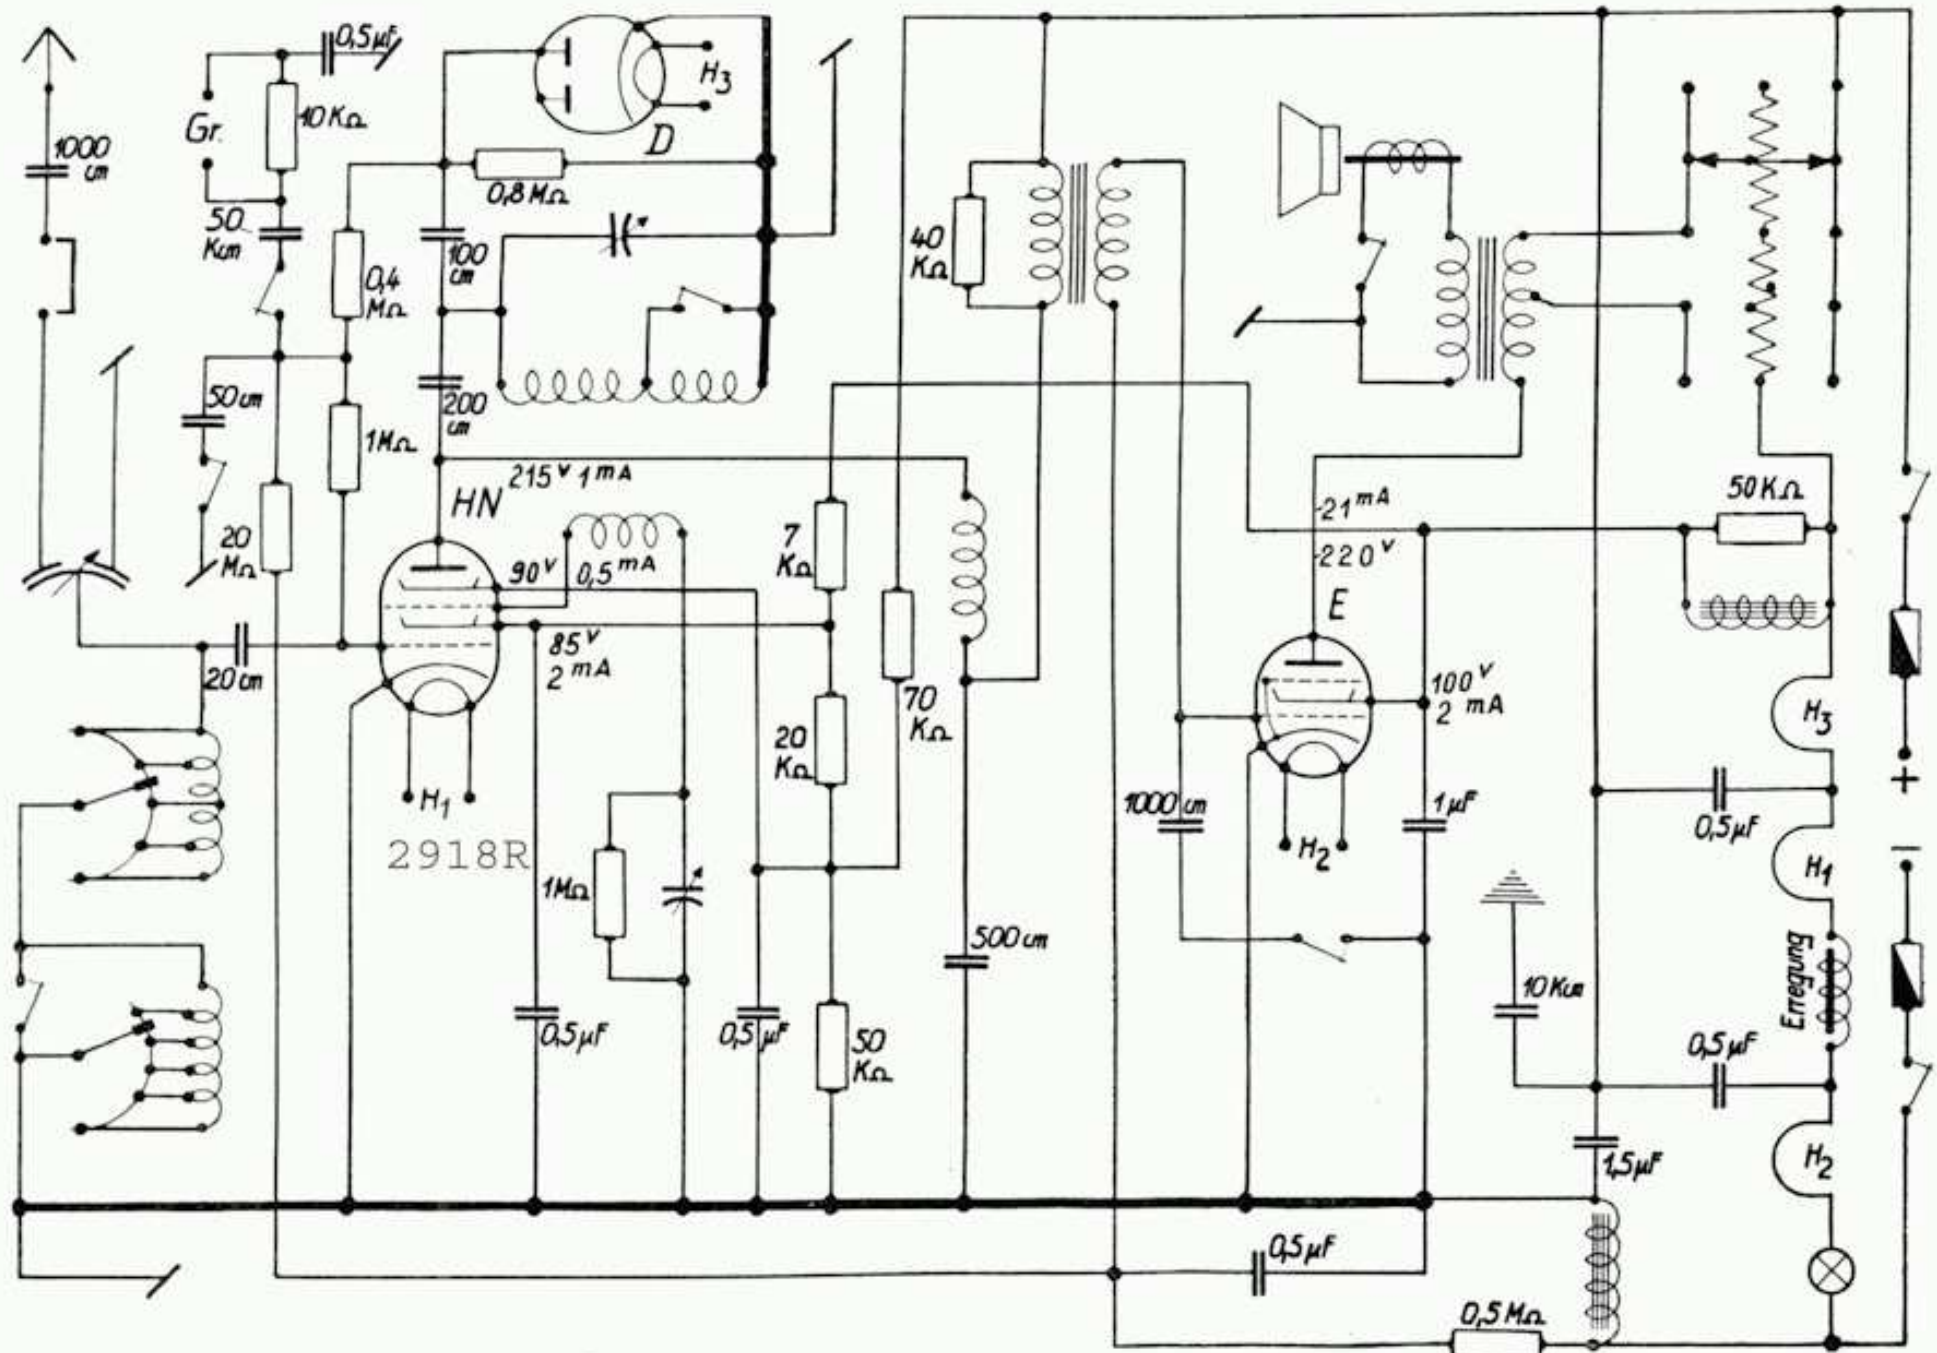 0,5µF
Gr.
10KΩ
1000
cm
50
Kcm
H3
D
0,8MΩ
0,4
MΩ
100
cm
40
KΩ
200
cm
50cm
1MΩ
20
MΩ
215V 1mA
HN
90V 0,5mA
85V
2mA
20cm
7
KΩ
70
KΩ
20
KΩ
21mA
220V
E
50KΩ
100V
2 mA
H3
H1
2918R
1MΩ
1000cm
1µF
H2
0,5µF
+
−
H1
500cm
10Kcm
Erregung
0,5µF
0,5µF
50
KΩ
0,5µF
1,5µF
H2
0,5µF
0,5MΩ